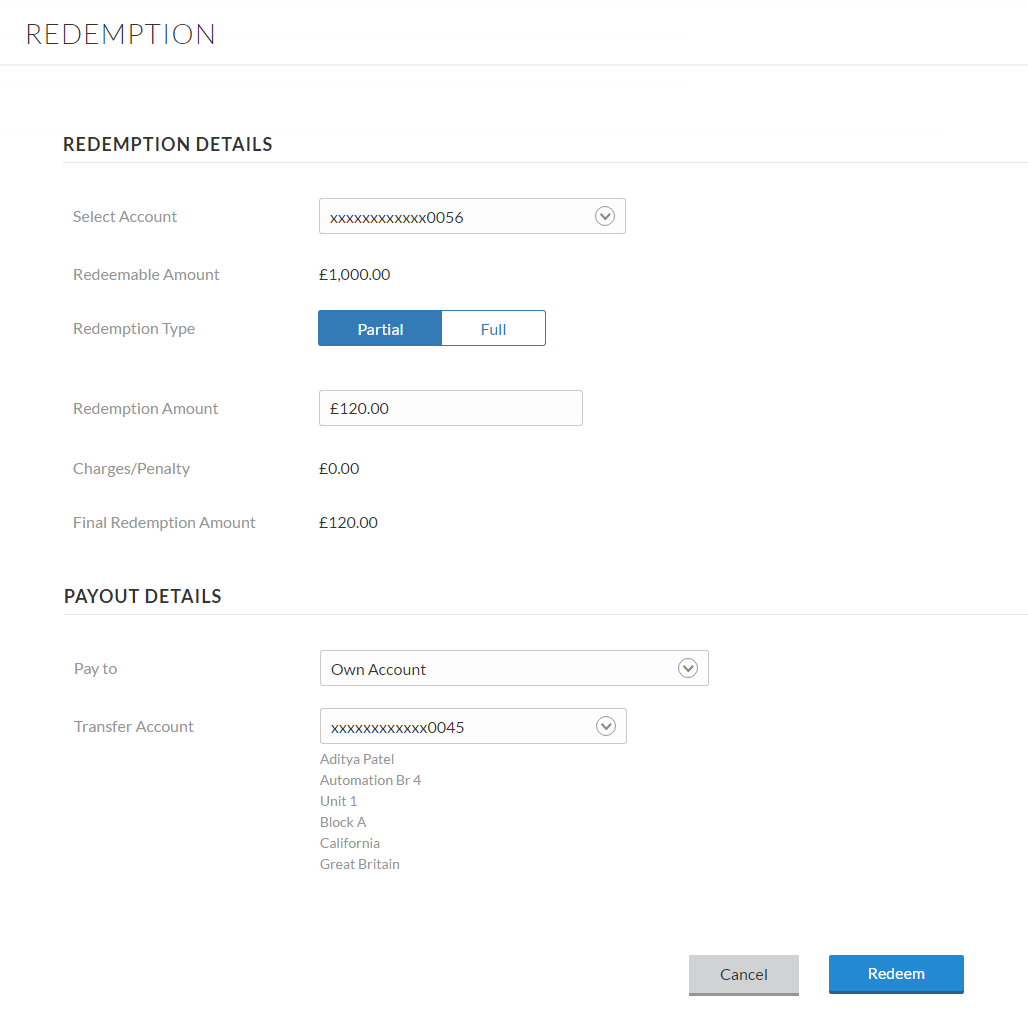 REDEMPTION
REDEMPTION DETAILS
Select Account xxxxxxxxxxxx0056
Redeemable Amount £1,000.00
Redemption Type Partial Full
Redemption Amount £120.00
Charges/Penalty £0.00
Final Redemption Amount £120.00
PAYOUT DETAILS
Pay to Own Account
Transfer Account xxxxxxxxxxxx0045
Aditya Patel
Automation Br 4
Unit 1
Block A
California
Great Britain
Cancel Redeem